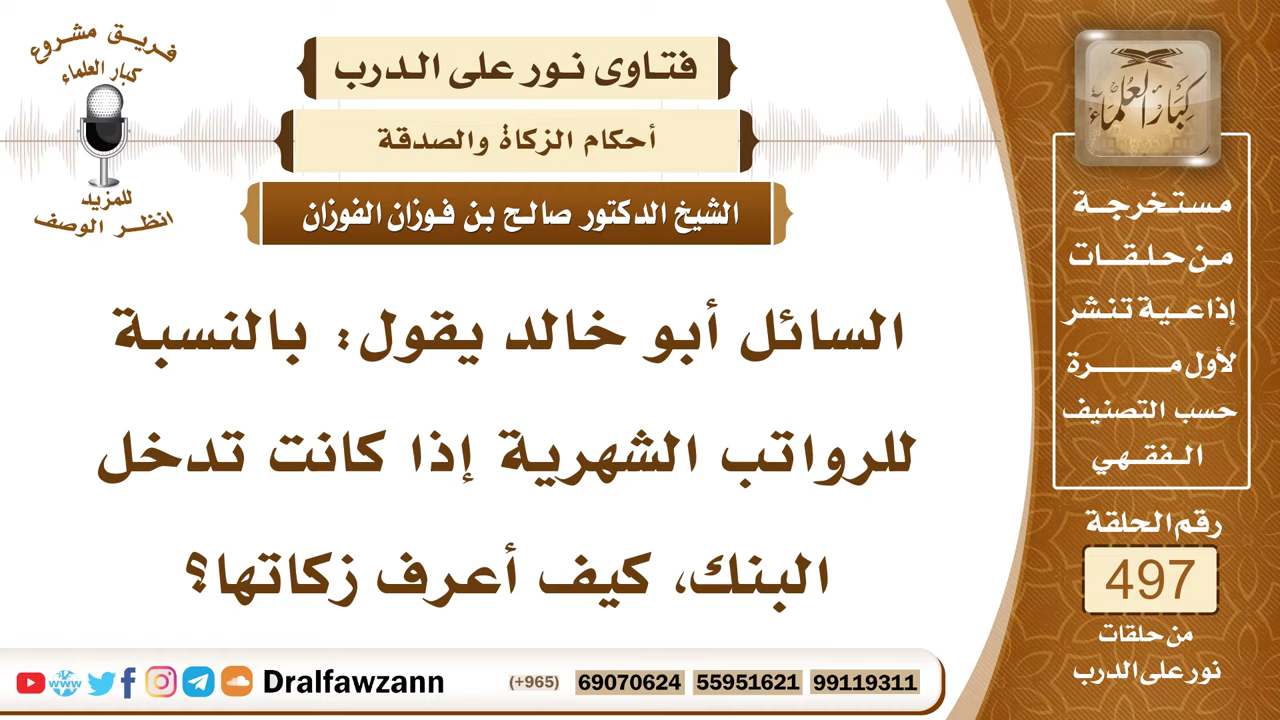 فريق مشروع
كبار العلماء
للمزيد
انظر الوصف
فتاوى نور على الدرب
أحكام الزكاة والصدقة
الشيخ الدكتور صالح بن فوزان الفوزان
السائل أبو خالد يقول: بالنسبة
للرواتب الشهرية إذا كانت تدخل
البنك، كيف أعرف زكاتها؟
كبار العلماء
مستخرجة
من حلقات
إذاعية تنشر
لأول مرة
حسب التصنيف
الفقهي
رقم الحلقة
497
من حلقات
نور على الدرب
www
Dralfawzann
(+965) 69070624 55951621 99119311